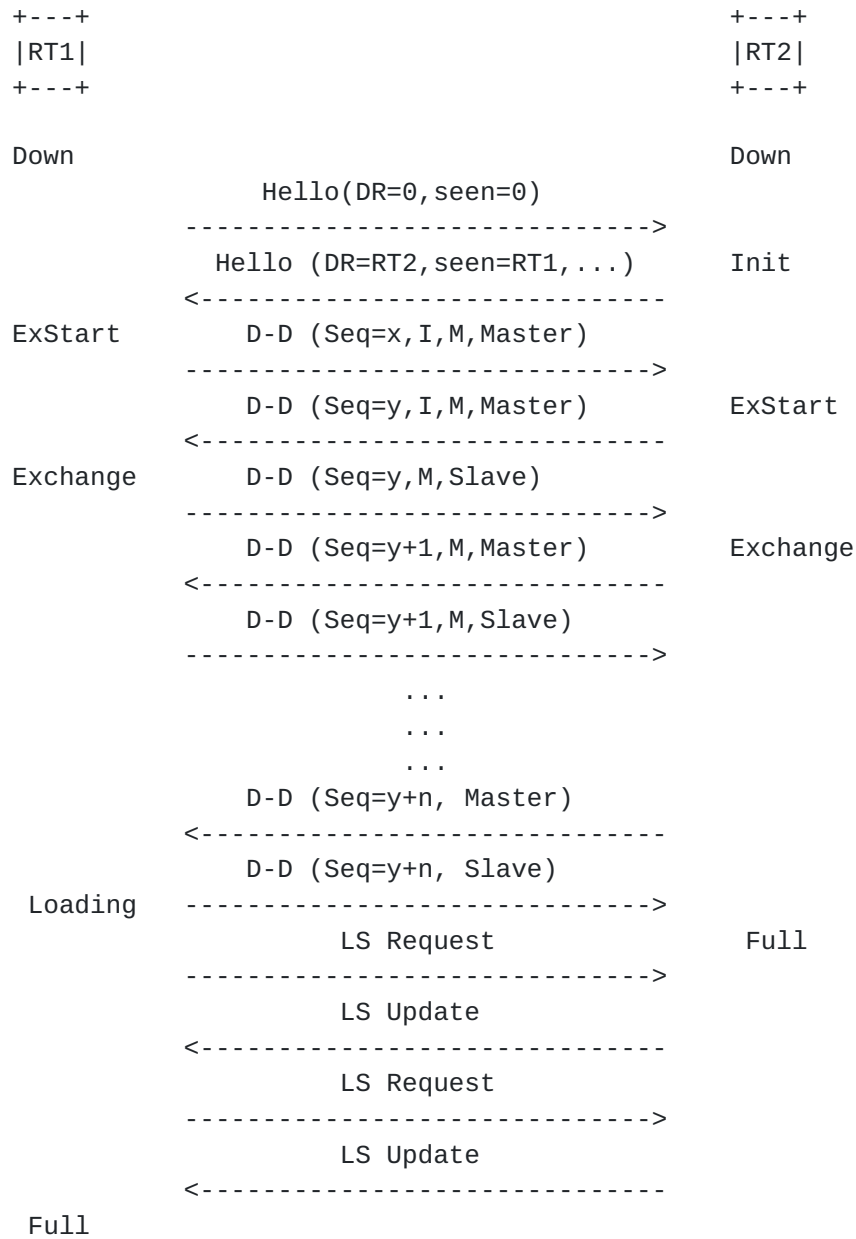 +---+                                         +---+
|RT1|                                         |RT2|
+---+                                         +---+

Down                                          Down
                Hello(DR=0,seen=0)
           ------------------------------>
             Hello (DR=RT2,seen=RT1,...)      Init
           <------------------------------
ExStart        D-D (Seq=x,I,M,Master)
           ------------------------------>
               D-D (Seq=y,I,M,Master)         ExStart
           <------------------------------
Exchange       D-D (Seq=y,M,Slave)
           ------------------------------>
               D-D (Seq=y+1,M,Master)         Exchange
           <------------------------------
               D-D (Seq=y+1,M,Slave)
           ------------------------------>
                         ...
                         ...
                         ...
               D-D (Seq=y+n, Master)
           <------------------------------
               D-D (Seq=y+n, Slave)
 Loading   ------------------------------>
                     LS Request                Full
           ------------------------------>
                     LS Update
           <------------------------------
                     LS Request
           ------------------------------>
                     LS Update
           <------------------------------
 Full